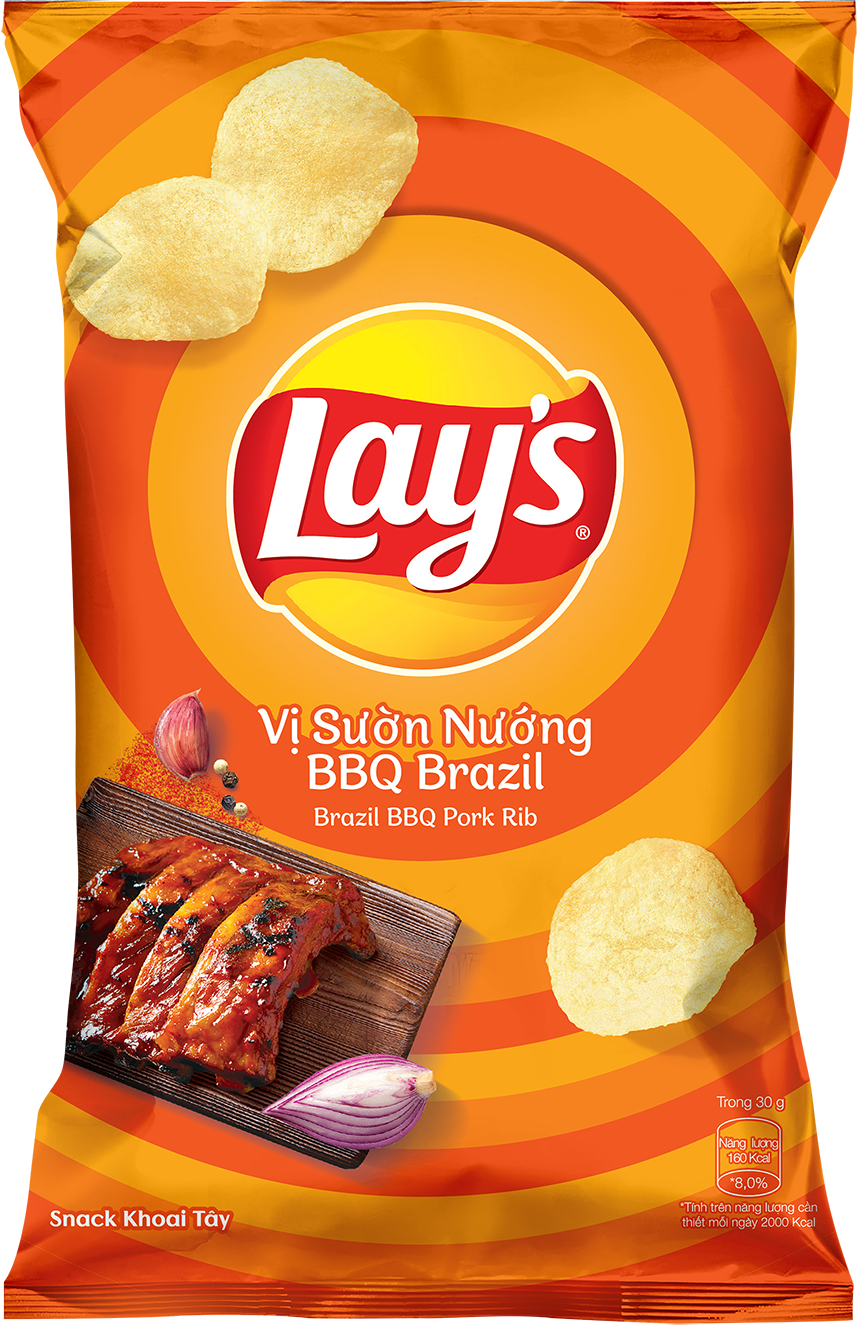 Lay's
®
Vị Sườn Nướng
BBQ Brazil
Brazil BBQ Pork Rib
Trong 30 g
Năng lượng
160 Kcal
*8,0%
*Tính trên năng lượng cần
thiết mỗi ngày 2000 Kcal
Snack Khoai Tây